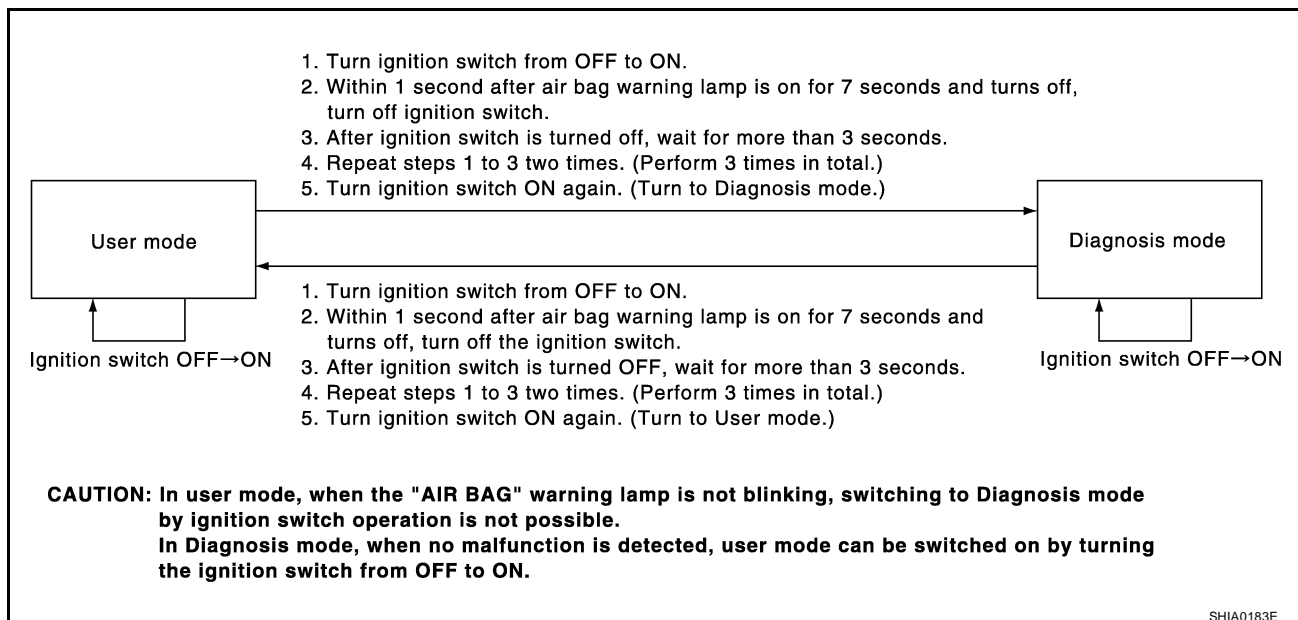 1. Turn ignition switch from OFF to ON.
2. Within 1 second after air bag warning lamp is on for 7 seconds and turns off,
turn off ignition switch.
3. After ignition switch is turned off, wait for more than 3 seconds.
4. Repeat steps 1 to 3 two times. (Perform 3 times in total.)
5. Turn ignition switch ON again. (Turn to Diagnosis mode.)
User mode
Diagnosis mode
1. Turn ignition switch from OFF to ON.
2. Within 1 second after air bag warning lamp is on for 7 seconds and
turns off, turn off the ignition switch.
3. After ignition switch is turned OFF, wait for more than 3 seconds.
4. Repeat steps 1 to 3 two times. (Perform 3 times in total.)
5. Turn ignition switch ON again. (Turn to User mode.)
Ignition switch OFF→ON
Ignition switch OFF→ON
CAUTION: In user mode, when the "AIR BAG" warning lamp is not blinking, switching to Diagnosis mode
by ignition switch operation is not possible.
In Diagnosis mode, when no malfunction is detected, user mode can be switched on by turning
the ignition switch from OFF to ON.
SHIA0183E